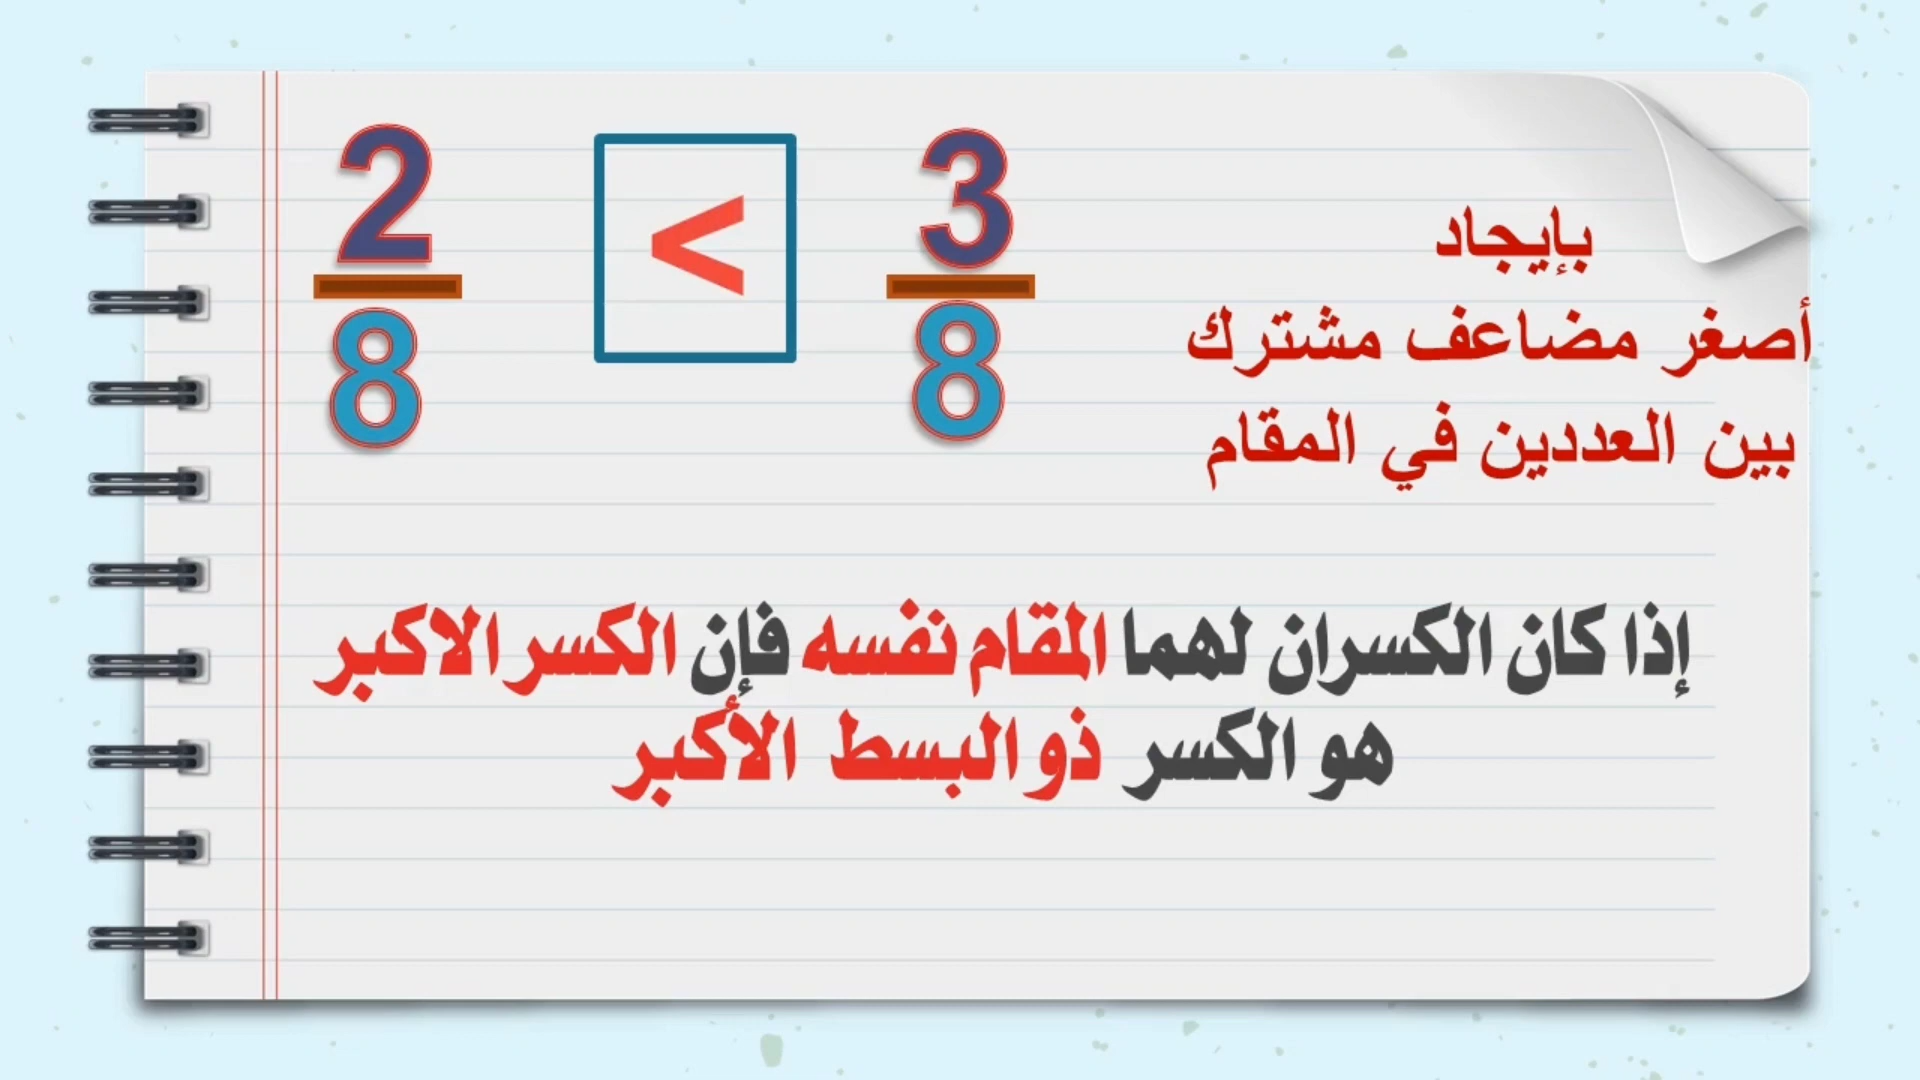 2 < 3
8 8
بإيجاد
أصغر مضاعف مشترك
بين العددين في المقام
إذا كان الكسران لهما المقام نفسه فإن الكسر الاكبر
هو الكسر ذو البسط الأكبر